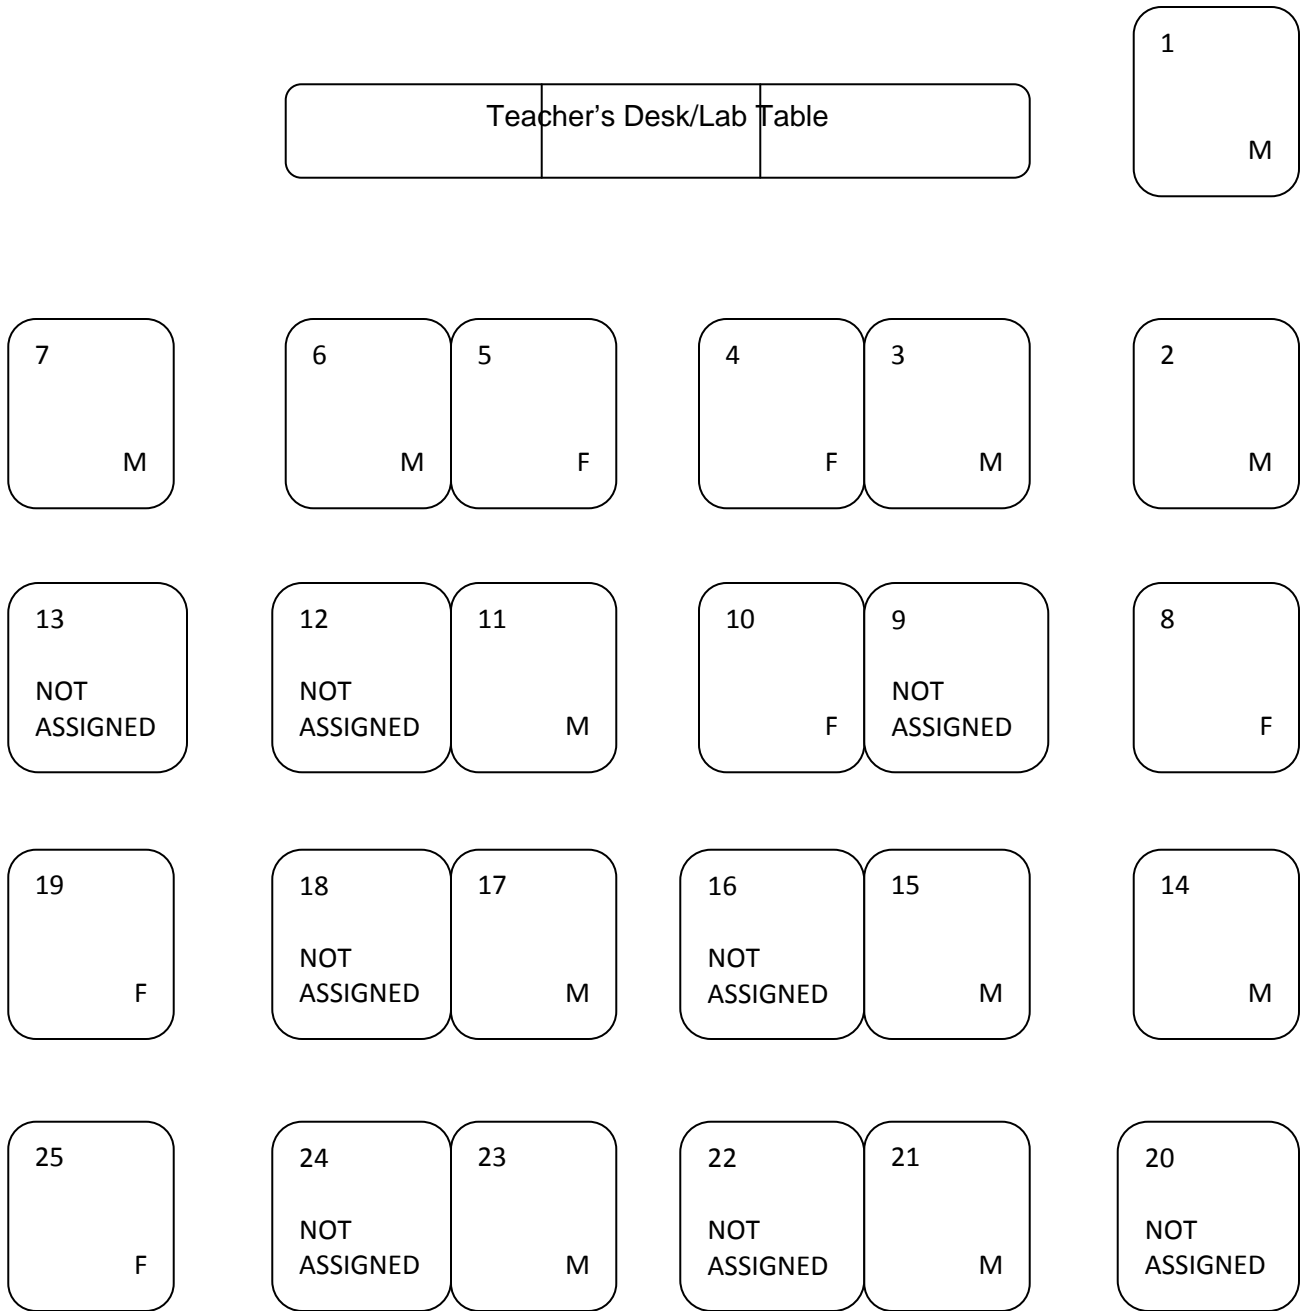 1
Teacher's Desk/Lab Table
M
7
6
5
4
3
2
M
M
F
F
M
M
13
12
11
10
9
8
NOT
ASSIGNED
NOT
ASSIGNED
M
F
NOT
ASSIGNED
F
19
18
17
16
15
14
F
NOT
ASSIGNED
M
NOT
ASSIGNED
M
M
25
24
23
22
21
20
F
NOT
ASSIGNED
M
NOT
ASSIGNED
M
NOT
ASSIGNED